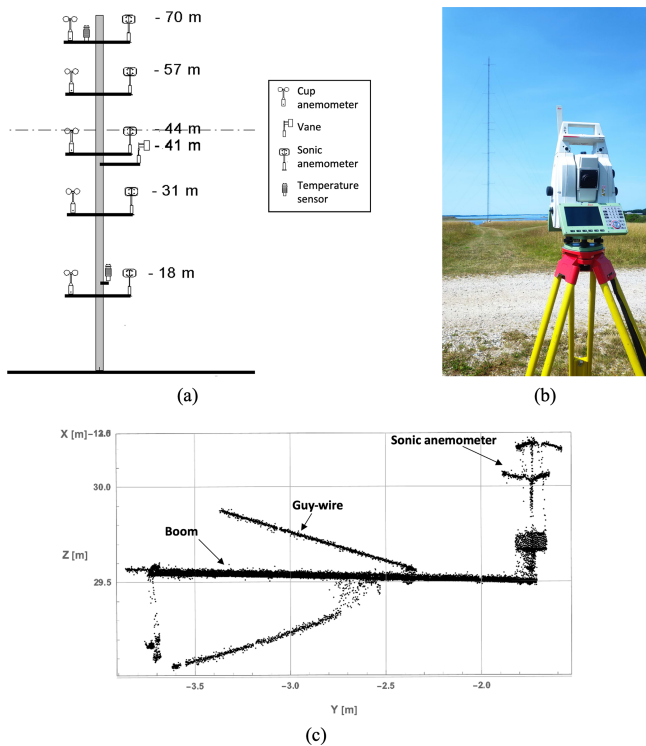 - 70 m
- 57 m
- 44 m
- 41 m
- 31 m
- 18 m
Cup
anemometer
Vane
Sonic
anemometer
Temperature
sensor
(a)
(b)
X [m]
Sonic anemometer
30.0
Guy-wire
Boom
Z [m]
29.5
−3.5
−3.0
−2.5
−2.0
Y [m]
(c)